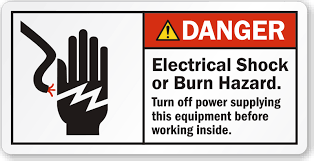 DANGER
Electrical Shock
or Burn Hazard.
Turn off power supplying
this equipment before
working inside.